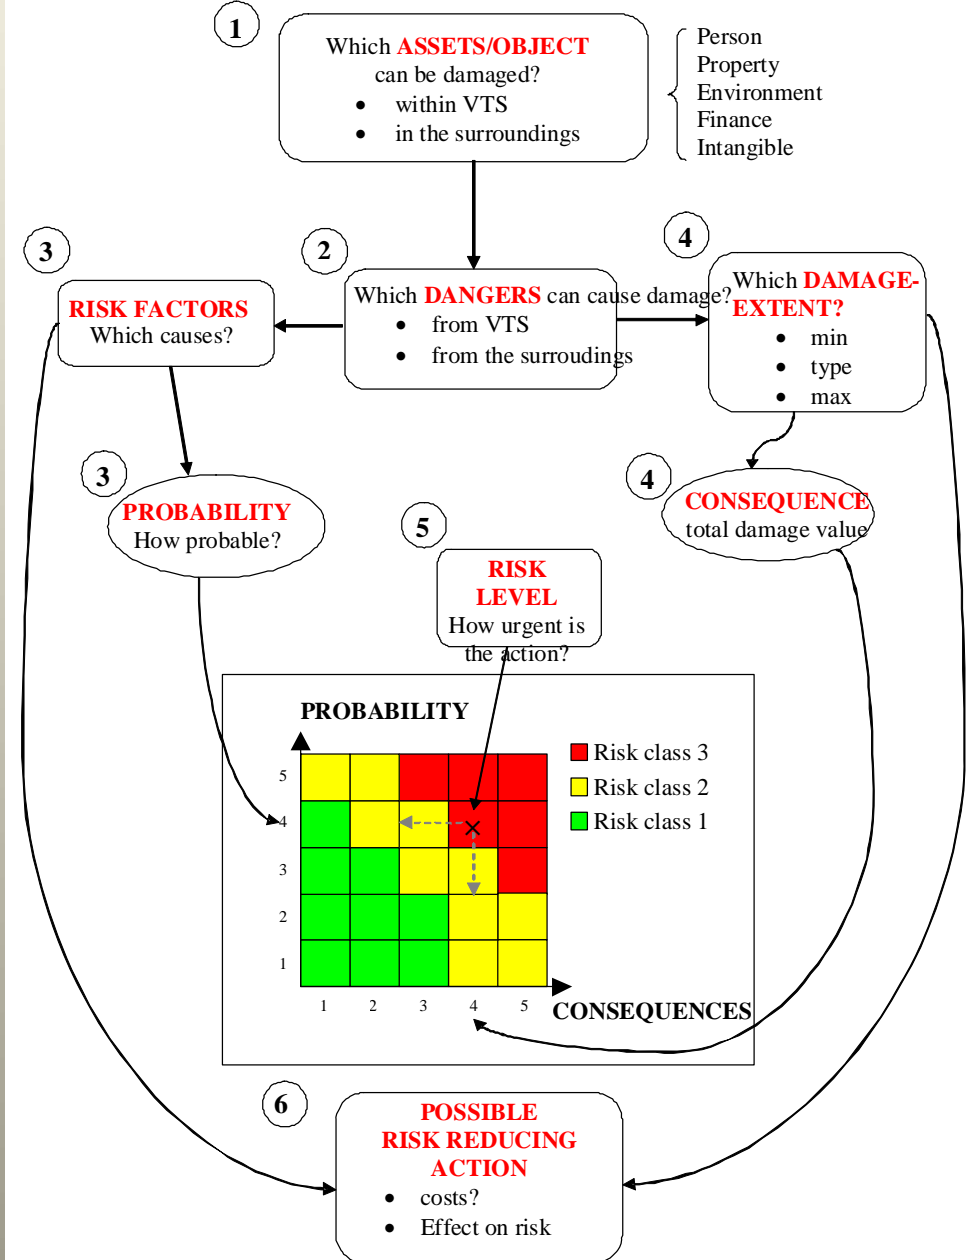 1
Which ASSETS/OBJECT
can be damaged?
• within VTS
• in the surroundings
Person
Property
Environment
Finance
Intangible
3
RISK FACTORS
Which causes?
2
Which DANGERS can cause damage?
• from VTS
• from the surroudings
4
Which DAMAGE-
EXTENT?
• min
• type
• max
3
PROBABILITY
How probable?
4
CONSEQUENCE
total damage value
5
RISK
LEVEL
How urgent is
the action?
PROBABILITY
5
4
3
2
1
1 2 3 4 5
CONSEQUENCES
Risk class 3
Risk class 2
Risk class 1
6
POSSIBLE
RISK REDUCING
ACTION
• costs?
• Effect on risk